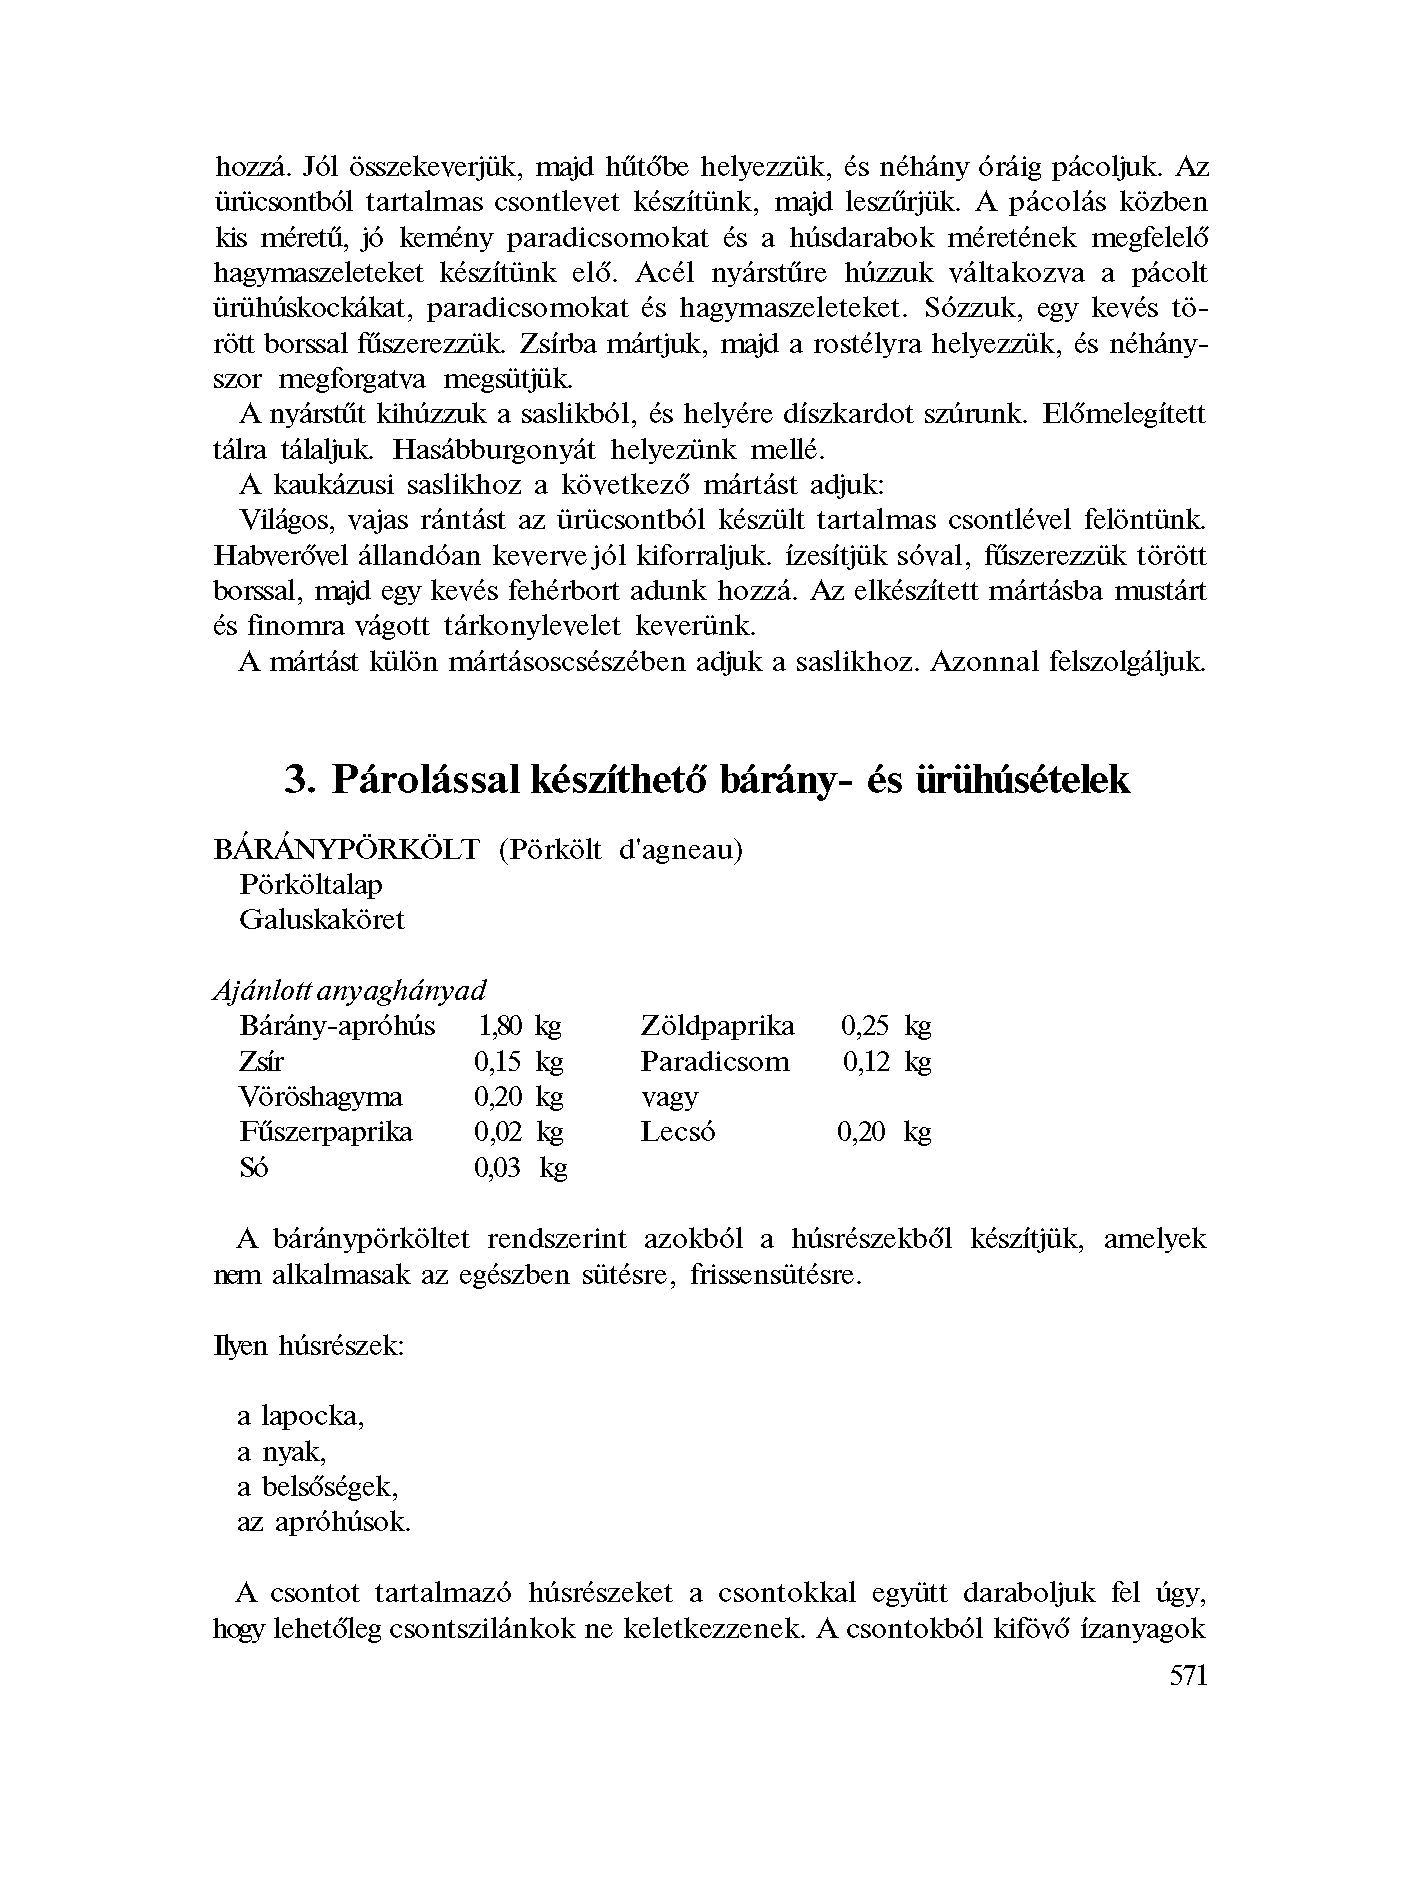 hozzá. Jól összekeverjük, majd hűtőbe helyezzük, és néhány óráig pácoljuk. Az
ürücsontból tartalmas csontlevet készítünk, majd leszűrjük. A pácolás közben
kis méretű, jó kemény paradicsomokat és a húsdarabok méretének megfelelő
hagymaszeleteket készítünk elő. Acél nyárstűre húzzuk váltakozva a pácolt
ürühúskockákat, paradicsomokat és hagymaszeleteket. Sózzuk, egy kevés tö-
rött borssal fűszerezzük. Zsírba mártjuk, majd a rostélyra helyezzük, és néhány-
szor megforgatva megsütjük.
A nyárstűt kihúzzuk a saslikból, és helyére díszkardot szúrunk. Előmelegített
tálra tálaljuk. Hasábburgonyát helyezünk mellé.
A kaukázusi saslikhoz a következő mártást adjuk:
Világos, vajas rántást az ürücsontból készült tartalmas csontlével felöntünk.
Habverővel állandóan keverve jól kiforraljuk. ízesítjük sóval, fűszerezzük törött
borssal, majd egy kevés fehérbort adunk hozzá. Az elkészített mártásba mustárt
és finomra vágott tárkonylevelet keverünk.
A mártást külön mártásoscsészében adjuk a saslikhoz. Azonnal felszolgáljuk.
3. Párolással készíthető bárány- és ürühúsételek
BÁRÁNYPÖRKÖLT (Pörkölt d'agneau)
Pörköltalap
Galuskaköret
Ajánlott anyaghányad
Bárány-apróhús 1,80 kg Zöldpaprika 0,25 kg
Zsír 0,15 kg Paradicsom 0,12 kg
Vöröshagyma 0,20 kg vagy
Fűszerpaprika 0,02 kg Lecsó 0,20 kg
Só 0,03 kg
A báránypörköltet rendszerint azokból a húsrészekből készítjük, amelyek
nem alkalmasak az egészben sütésre, frissensütésre.
Ilyen húsrészek:
a lapocka,
a nyak,
a belsőségek,
az apróhúsok.
A csontot tartalmazó húsrészeket a csontokkal együtt daraboljuk fel úgy,
hogy lehetőleg csontszilánkok ne keletkezzenek. A csontokból kifövő ízanyagok
571